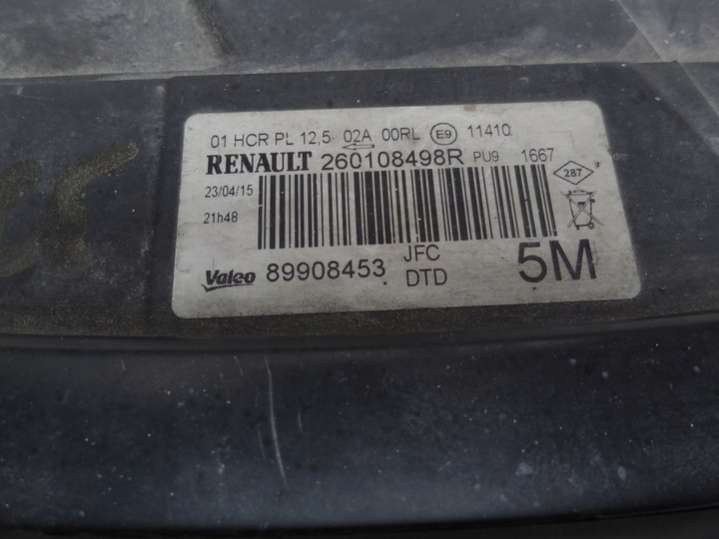 01 HCR PL 12,5 02A 00RL E9 11410
RENAULT 260108498R PU9 1667
23/04/15
287
21h48
JFC
Valeo 89908453
DTD
5M